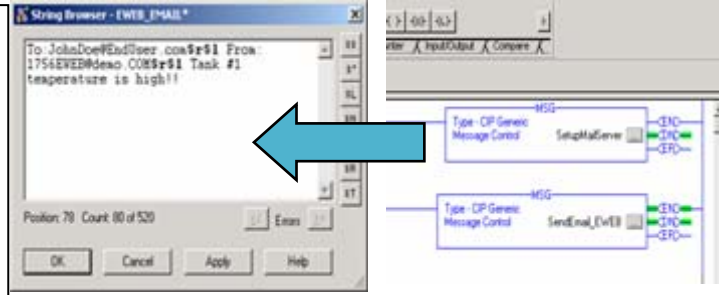 String Browser - EWEB_EMAIL*
To:JohnDoe@EndUser.com$r$l From:
1756EWEB@demo.COM$r$l Tank #1
temperature is high!!
$$
$'
$L
$R
$T
Position: 78 Count: 80 of 520
Errors
OK
Cancel
Apply
Help
Input/Output
Compare
MSG
Type - CIP Generic
Message Control
SetupMailServer
...
EN
DN
ER
MSG
Type - CIP Generic
Message Control
SendEmail_EWEB
...
EN
DN
ER